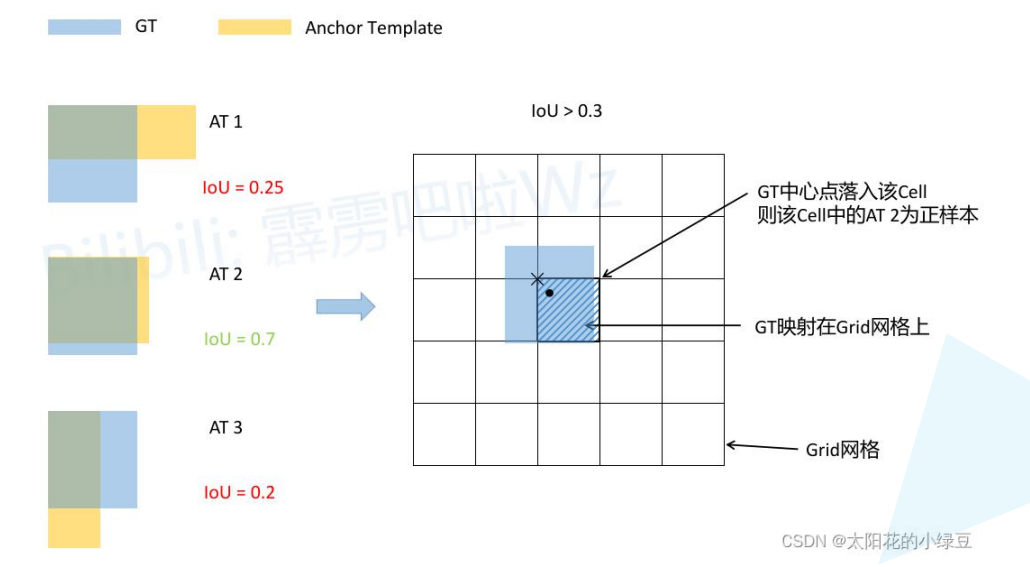 GT
Anchor Template
AT 1
IoU = 0.25
AT 2
IoU = 0.7
AT 3
IoU = 0.2
IoU > 0.3
GT中心点落入该Cell
则该Cell中的AT 2为正样本
GT映射在Grid网格上
Grid网格
Bilibili: 霹雳吧啦Wz
CSDN @太阳花的小绿豆